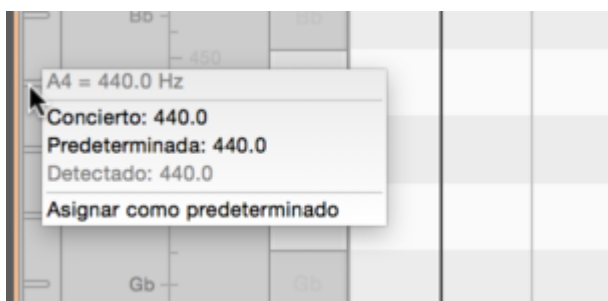 Bb
Bb
450
A4 = 440.0 Hz
Concierto: 440.0
Predeterminada: 440.0
Detectado: 440.0
Asignar como predeterminado
Gb
Gb